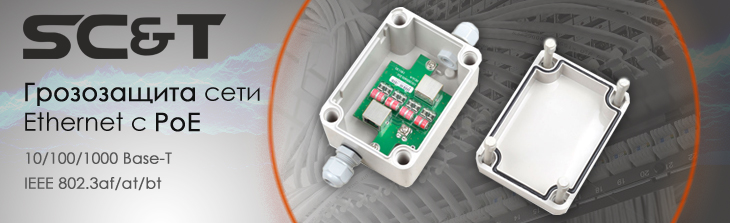 SC&T
Грозозащита сети
Ethernet с PoE
10/100/1000 Base-T
IEEE 802.3af/at/bt